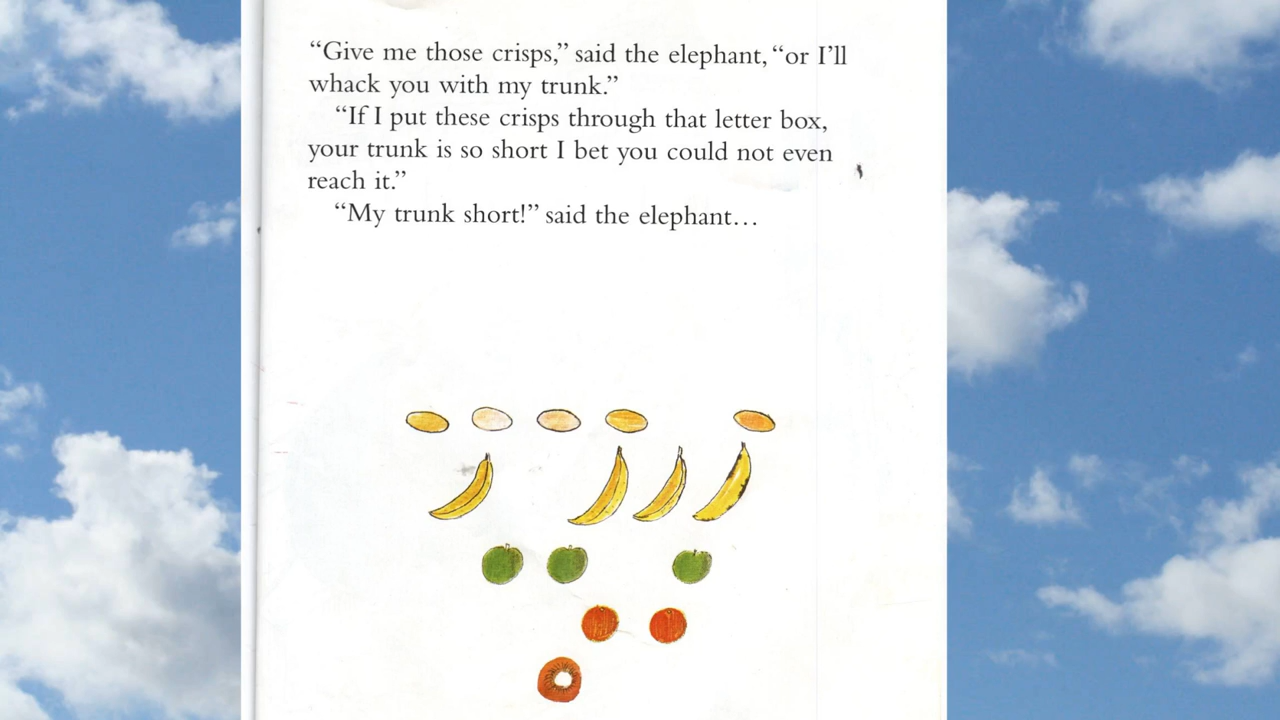 “Give me those crisps,” said the elephant, “or I’ll
whack you with my trunk.”
“If I put these crisps through that letter box,
your trunk is so short I bet you could not even
reach it.”
“My trunk short!” said the elephant…